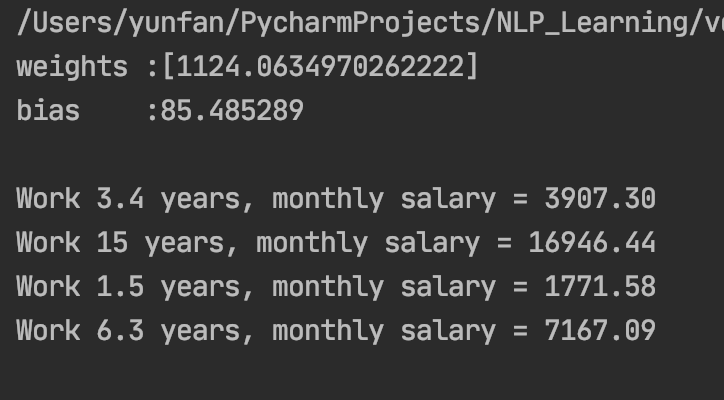 /Users/yunfan/PycharmProjects/NLP_Learning/v
weights :[1124.0634970262222]
bias    :85.485289
Work 3.4 years, monthly salary = 3907.30
Work 15 years, monthly salary = 16946.44
Work 1.5 years, monthly salary = 1771.58
Work 6.3 years, monthly salary = 7167.09